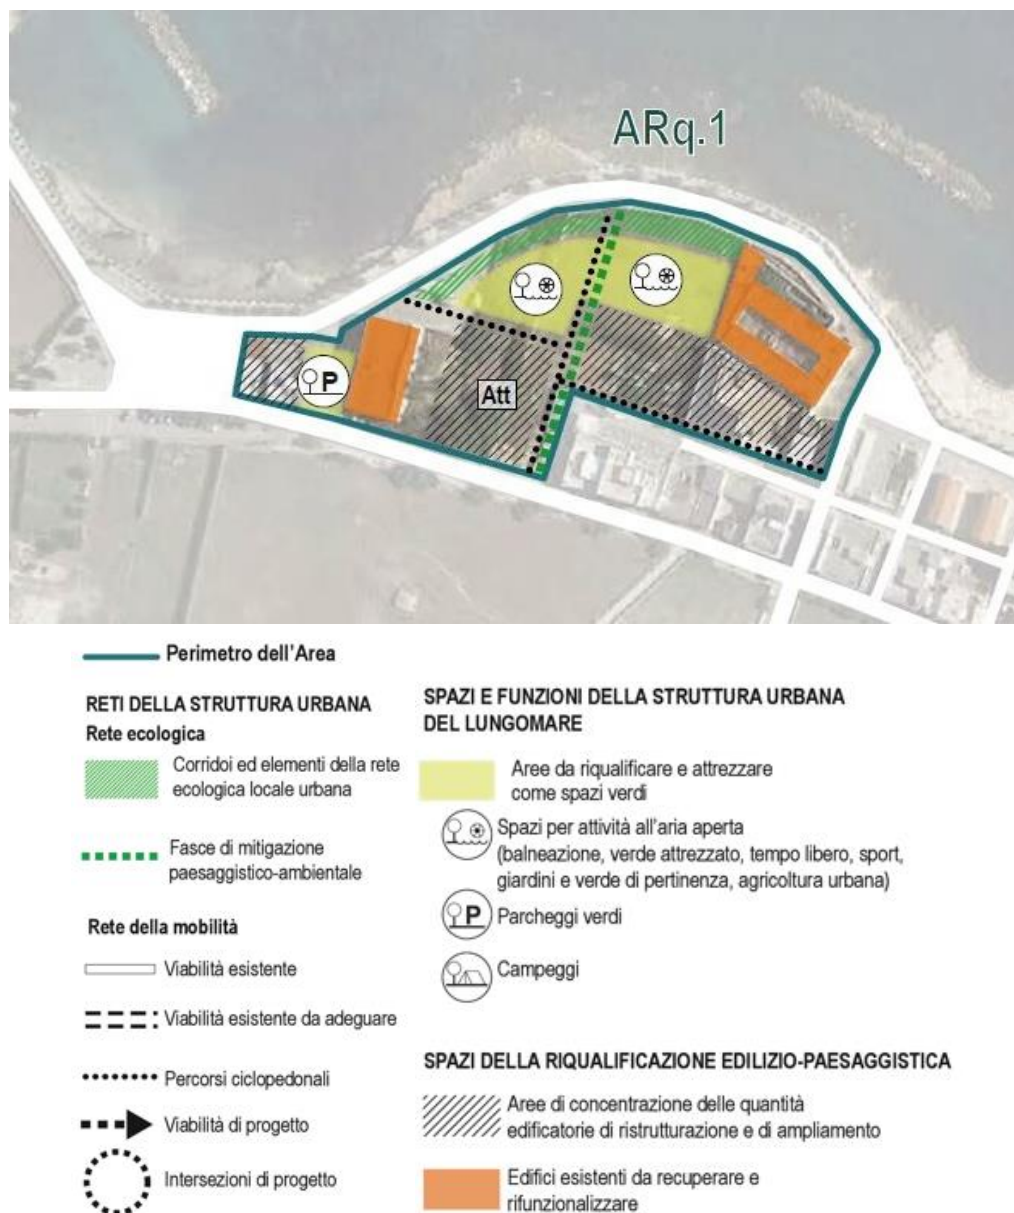 ARq.1
P
Att
Perimetro dell'Area
RETI DELLA STRUTTURA URBANA
Rete ecologica
Corridoi ed elementi della rete
ecologica locale urbana
Fasce di mitigazione
paesaggistico-ambientale
Rete della mobilità
Viabilità esistente
Viabilità esistente da adeguare
Percorsi ciclopedonali
Viabilità di progetto
Intersezioni di progetto
SPAZI E FUNZIONI DELLA STRUTTURA URBANA
DEL LUNGOMARE
Aree da riqualificare e attrezzare
come spazi verdi
Spazi per attività all'aria aperta
(balneazione, verde attrezzato, tempo libero, sport,
giardini e verde di pertinenza, agricoltura urbana)
P Parcheggi verdi
Campeggi
SPAZI DELLA RIQUALIFICAZIONE EDILIZIO-PAESAGGISTICA
Aree di concentrazione delle quantità
edificatorie di ristrutturazione e di ampliamento
Edifici esistenti da recuperare e
rifunzionalizzare